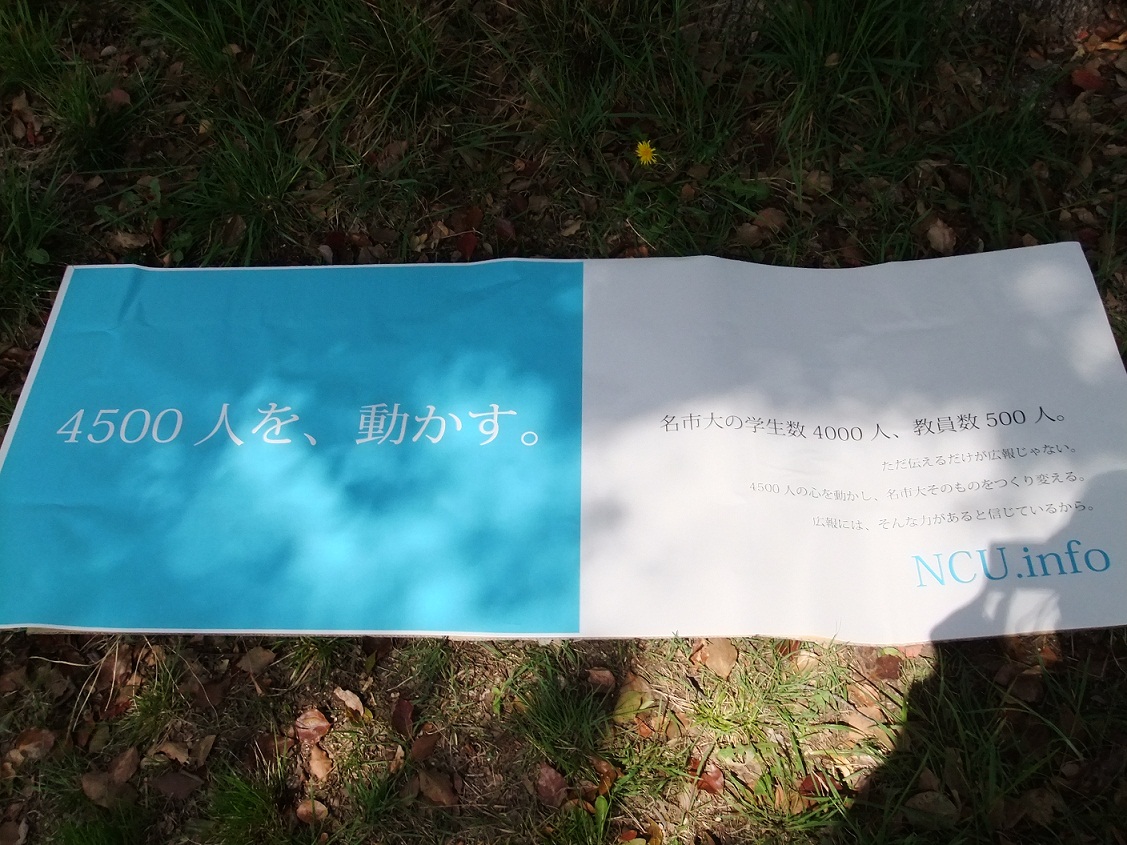 4500 人を、動かす。
名市大の学生数 4000 人、教員数 500 人。
ただ伝えるだけが広報じゃない。
4500 人の心を動かし、名市大そのものをつくり変える。
広報には、そんな力があると信じているから。
NCU.info